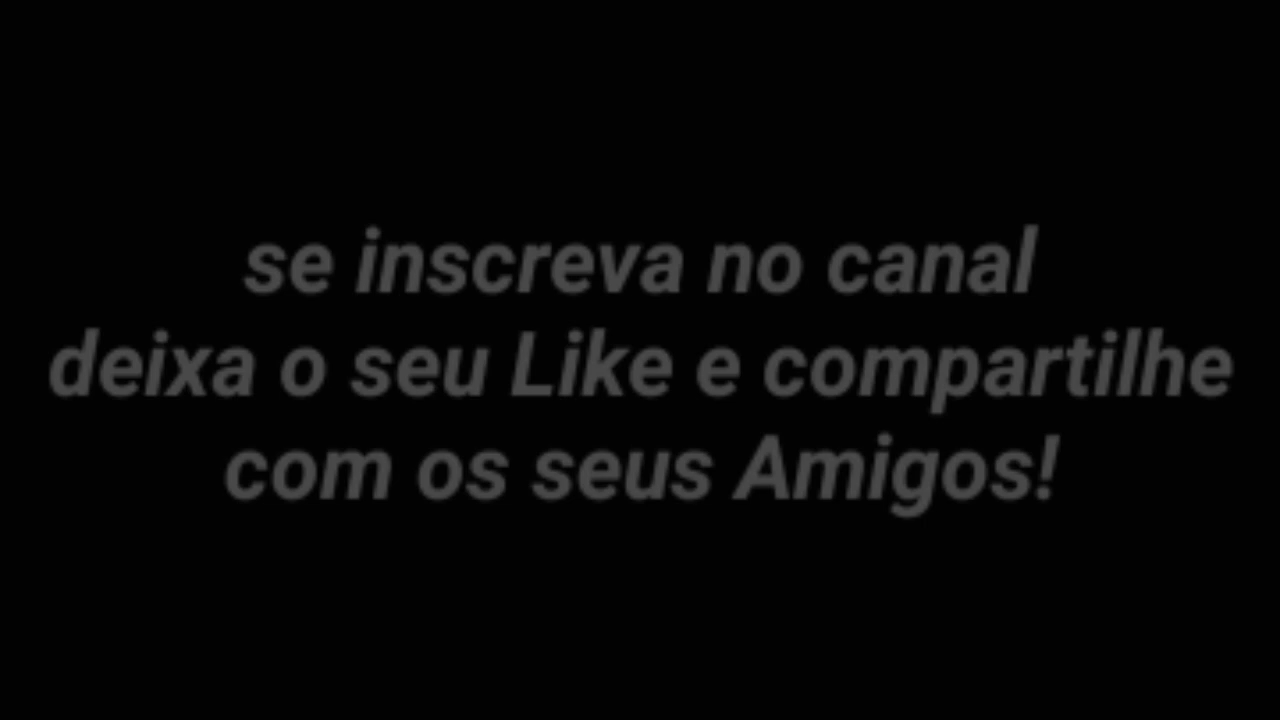 se inscreva no canal
deixa o seu Like e compartilhe
com os seus Amigos!